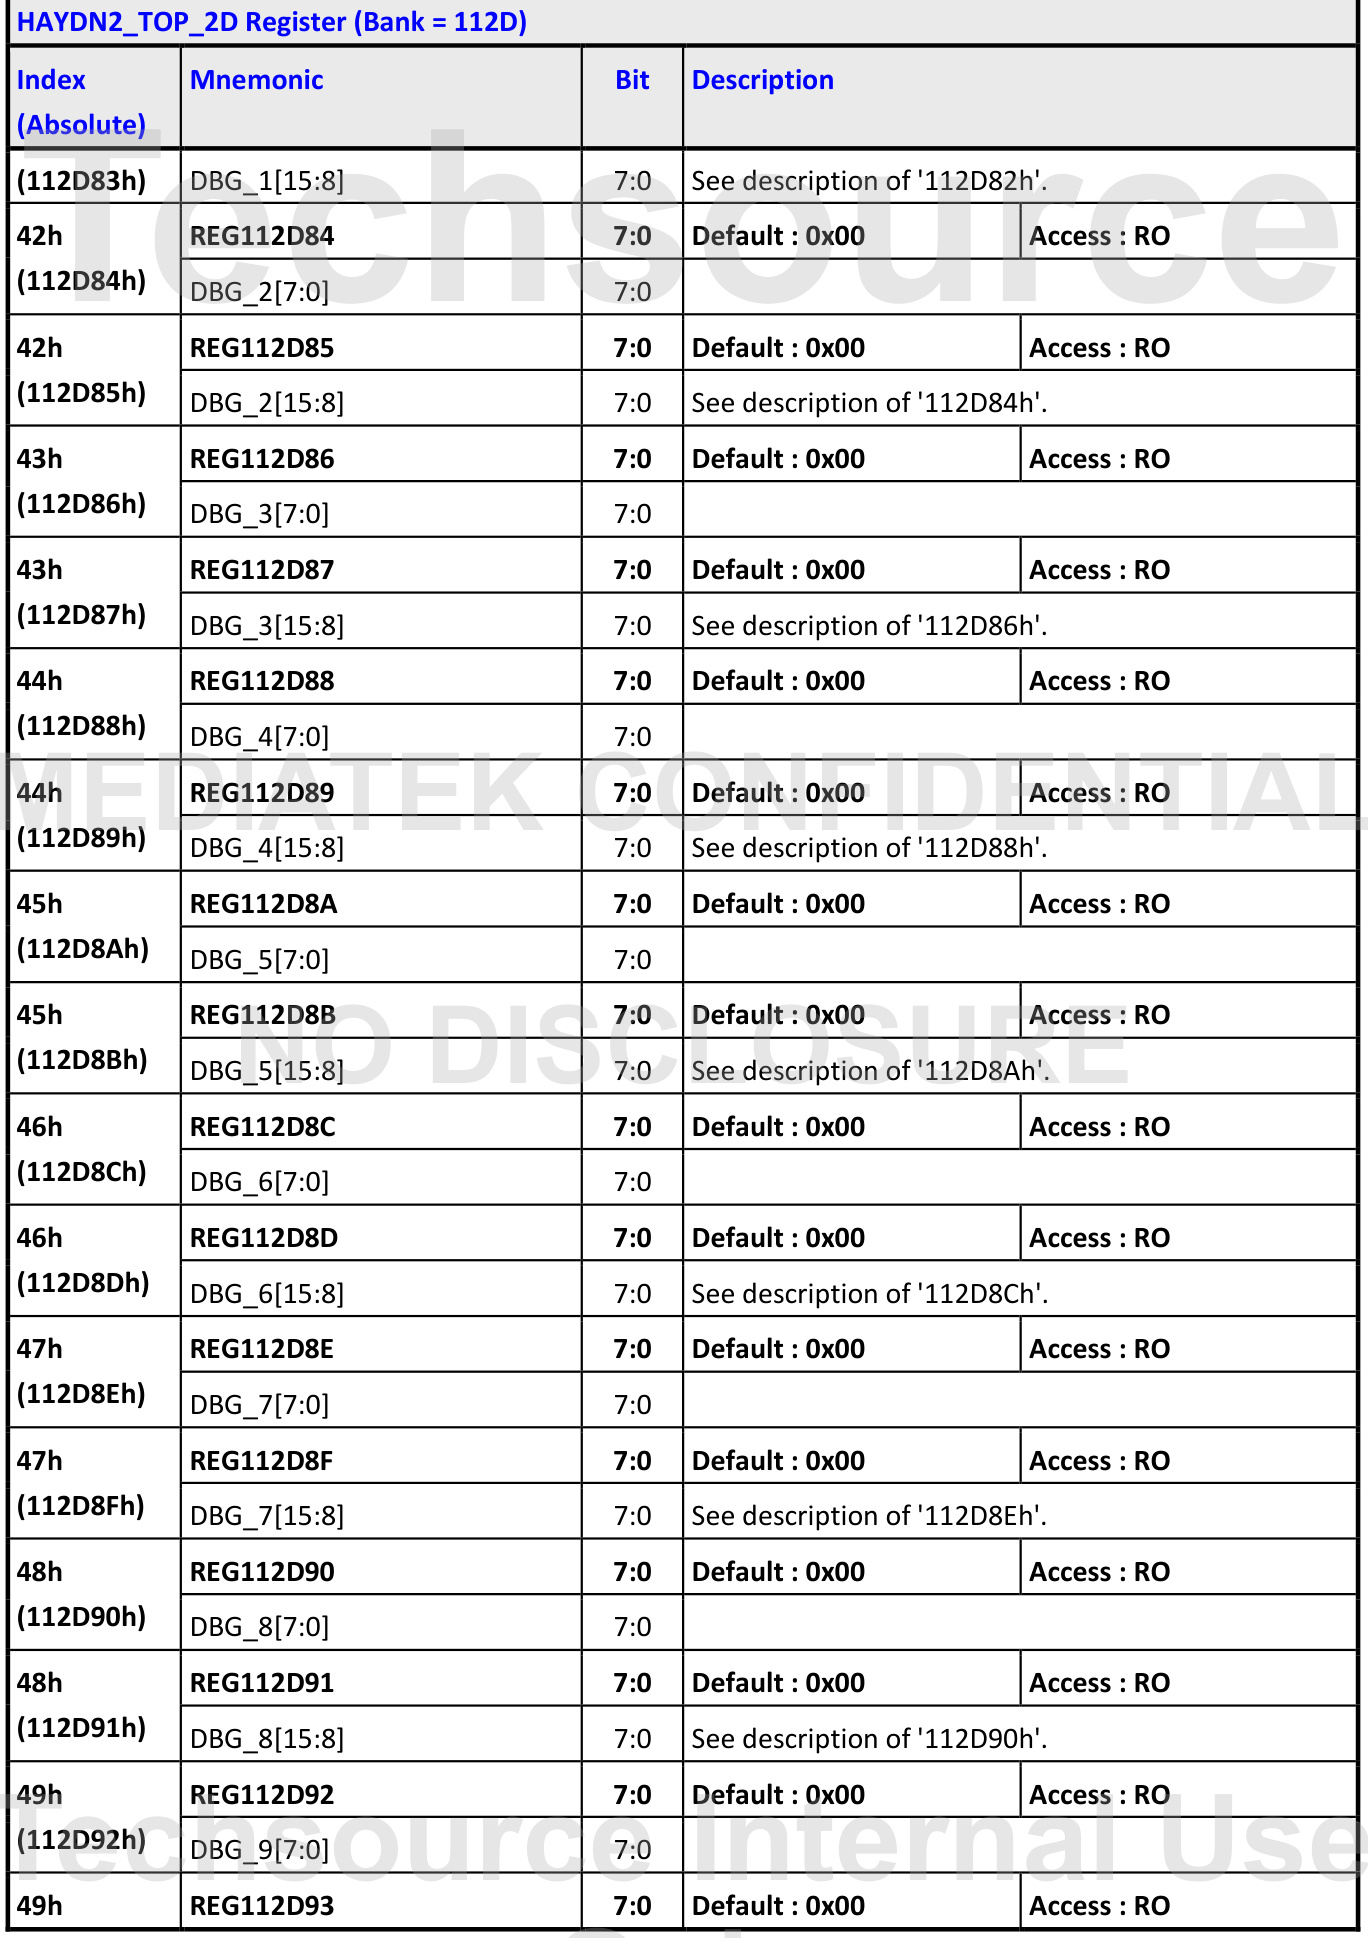 HAYDN2_TOP_2D Register (Bank = 112D)
Index (Absolute) Mnemonic Bit Description
(112D83h) DBG_1[15:8] 7:0 See description of '112D82h'.
42h (112D84h) REG112D84 7:0 Default : 0x00 Access : RO
DBG_2[7:0] 7:0
42h (112D85h) REG112D85 7:0 Default : 0x00 Access : RO
DBG_2[15:8] 7:0 See description of '112D84h'.
43h (112D86h) REG112D86 7:0 Default : 0x00 Access : RO
DBG_3[7:0] 7:0
43h (112D87h) REG112D87 7:0 Default : 0x00 Access : RO
DBG_3[15:8] 7:0 See description of '112D86h'.
44h (112D88h) REG112D88 7:0 Default : 0x00 Access : RO
DBG_4[7:0] 7:0
44h (112D89h) REG112D89 7:0 Default : 0x00 Access : RO
DBG_4[15:8] 7:0 See description of '112D88h'.
45h (112D8Ah) REG112D8A 7:0 Default : 0x00 Access : RO
DBG_5[7:0] 7:0
45h (112D8Bh) REG112D8B 7:0 Default : 0x00 Access : RO
DBG_5[15:8] 7:0 See description of '112D8Ah'.
46h (112D8Ch) REG112D8C 7:0 Default : 0x00 Access : RO
DBG_6[7:0] 7:0
46h (112D8Dh) REG112D8D 7:0 Default : 0x00 Access : RO
DBG_6[15:8] 7:0 See description of '112D8Ch'.
47h (112D8Eh) REG112D8E 7:0 Default : 0x00 Access : RO
DBG_7[7:0] 7:0
47h (112D8Fh) REG112D8F 7:0 Default : 0x00 Access : RO
DBG_7[15:8] 7:0 See description of '112D8Eh'.
48h (112D90h) REG112D90 7:0 Default : 0x00 Access : RO
DBG_8[7:0] 7:0
48h (112D91h) REG112D91 7:0 Default : 0x00 Access : RO
DBG_8[15:8] 7:0 See description of '112D90h'.
49h (112D92h) REG112D92 7:0 Default : 0x00 Access : RO
DBG_9[7:0] 7:0
49h REG112D93 7:0 Default : 0x00 Access : RO
Techsource
MEDIATEK CONFIDENTIAL
NO DISCLOSURE
Techsource Internal Use